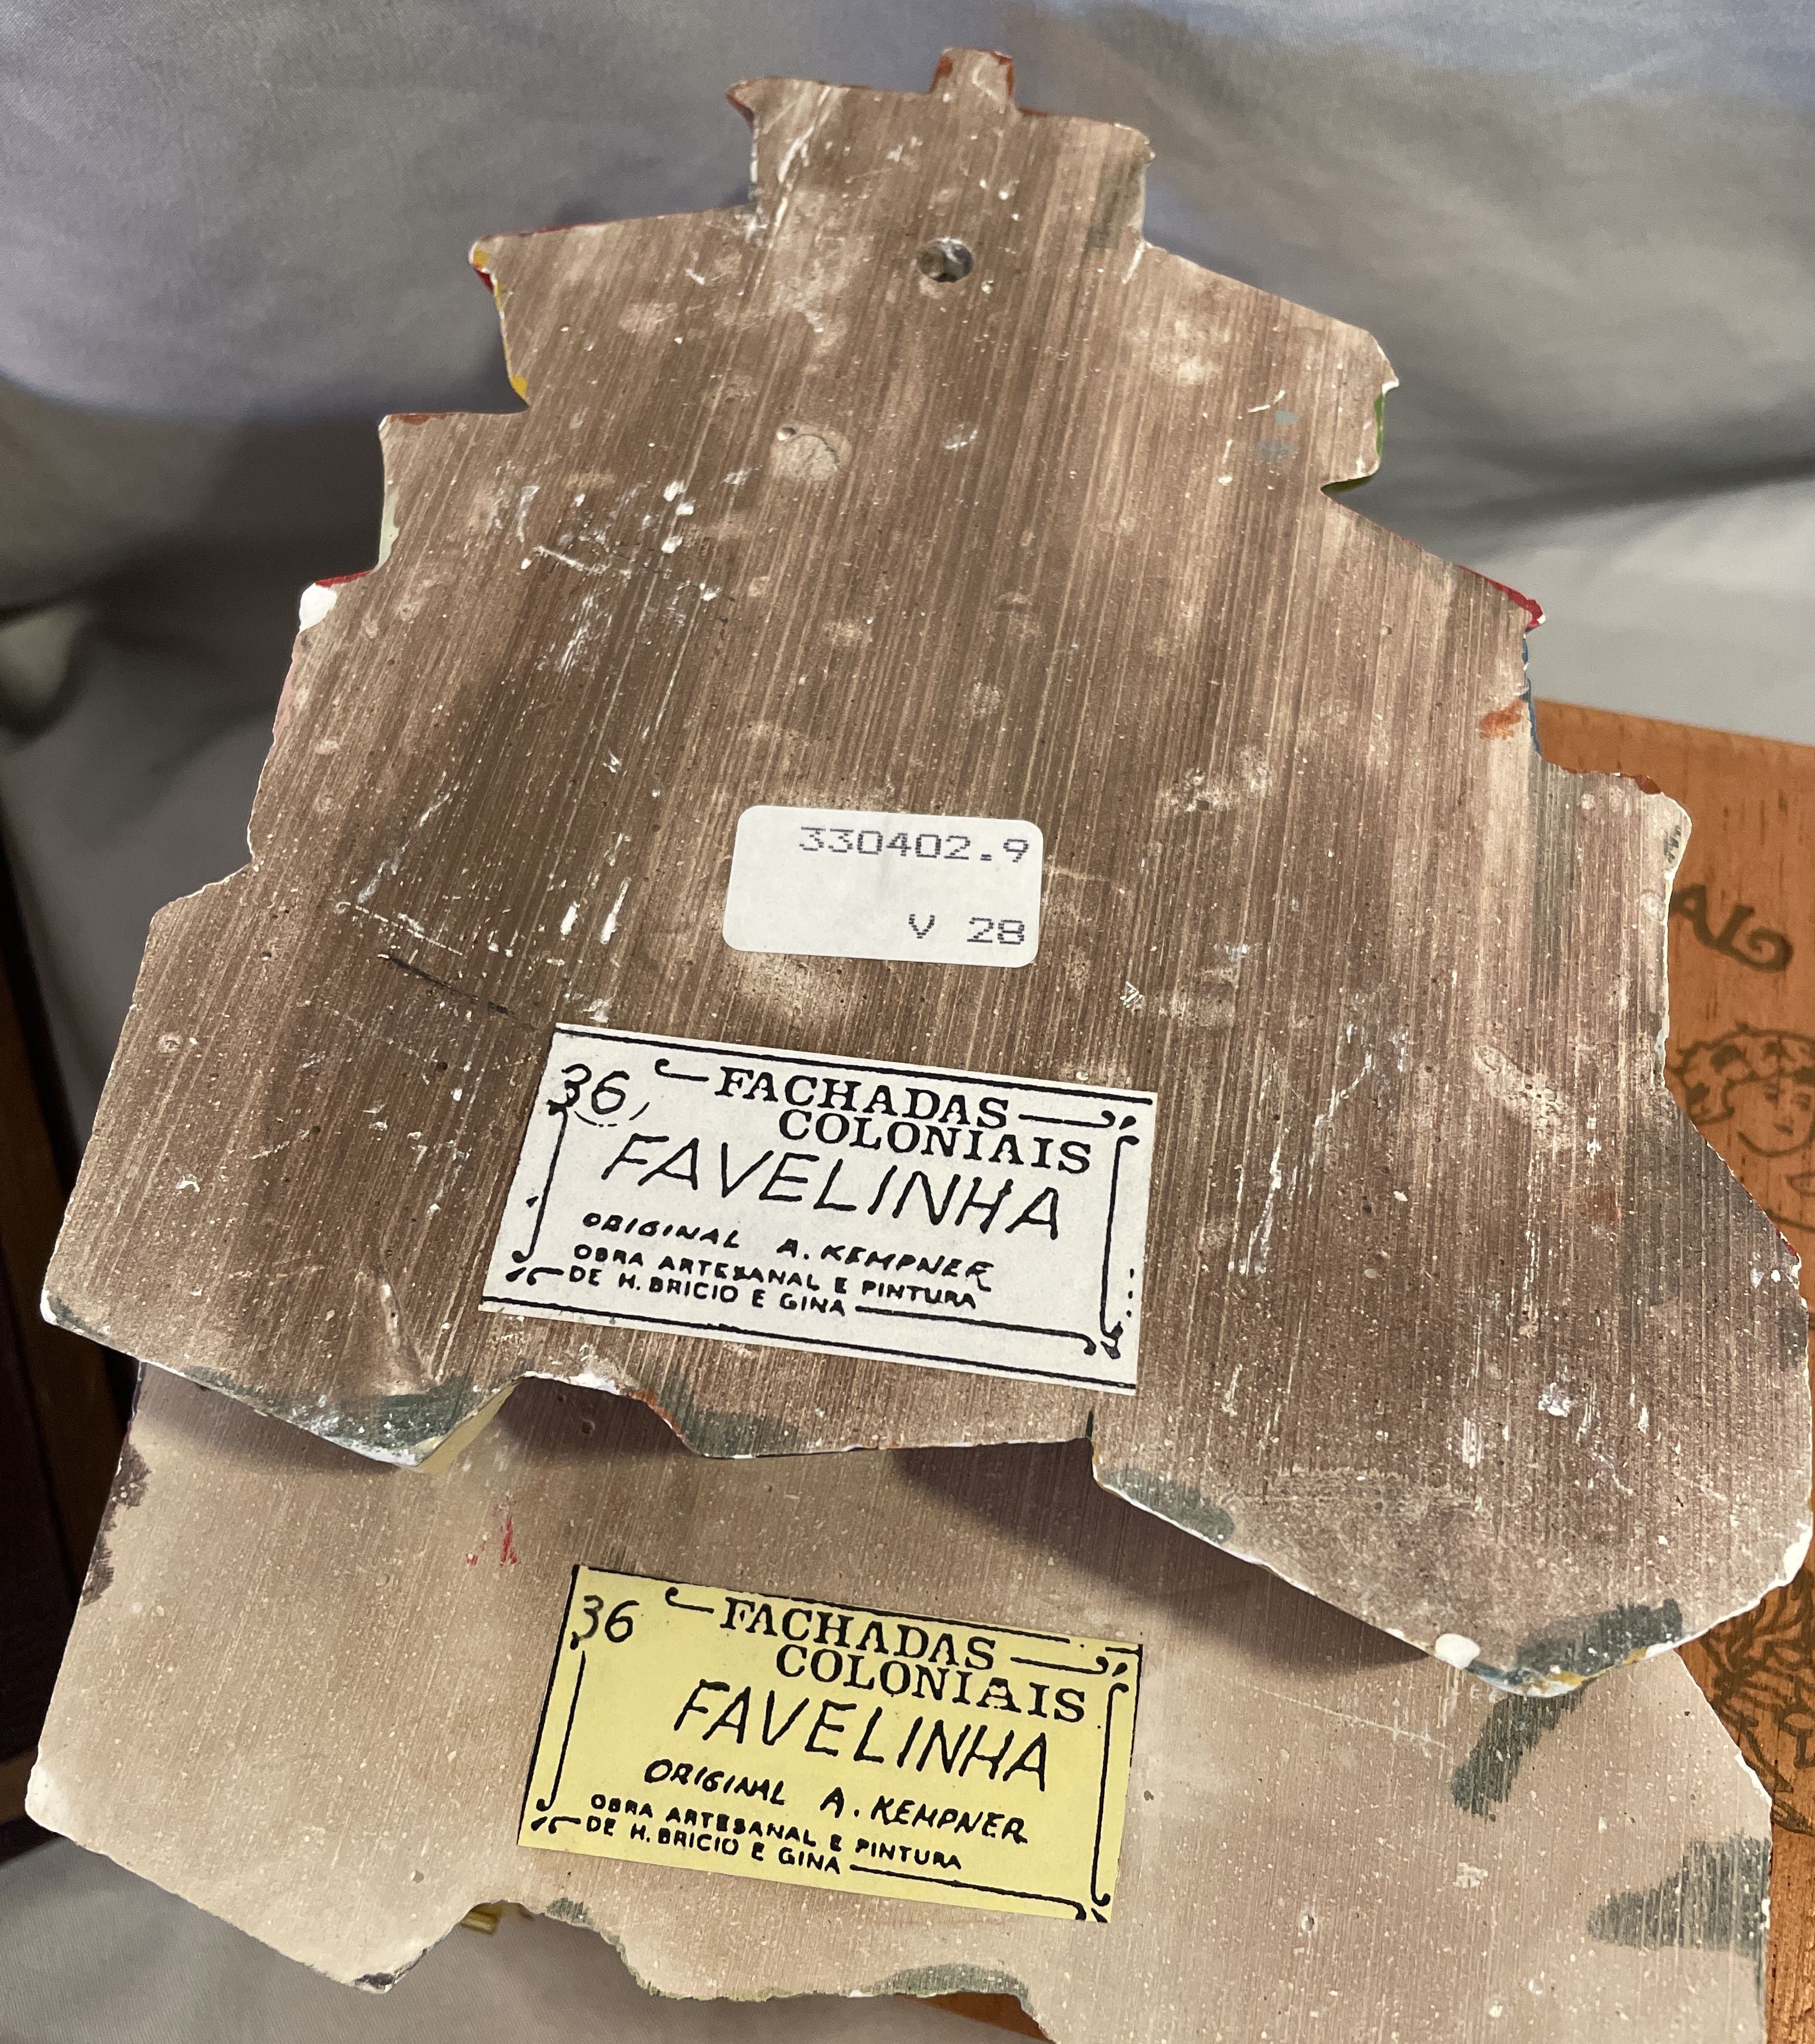 330402.9
V 28
36
FACHADAS
COLONIAIS
FAVELINHA
ORIGINAL A. KEMPNER
OBRA ARTESANAL E PINTURA
DE H. BRICIO E GINA
36
FACHADAS
COLONIAIS
FAVELINHA
ORIGINAL A. KEMPNER
OBRA ARTESANAL E PINTURA
DE H. BRICIO E GINA